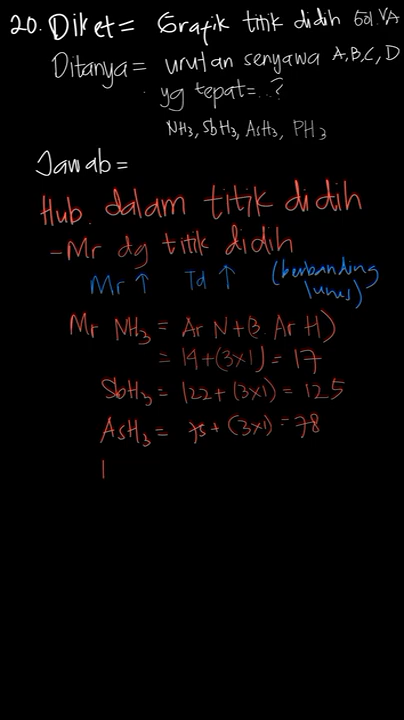 20. Diket = Grafik titik didih Gol. VA
Ditanya = urutan senyawa A, B, C, D
yg tepat = ..?
NH₃, SbH₃, AsH₃, PH₃
Jawab =
Hub. dalam titik didih
- Mr dg titik didih
Mr ↑ Td ↑ (berbanding
lurus)
Mr NH₃ = Ar N + (3. Ar H)
= 14 + (3x1) = 17
SbH₃ = 122 + (3x1) = 125
AsH₃ = 75 + (3x1) = 78